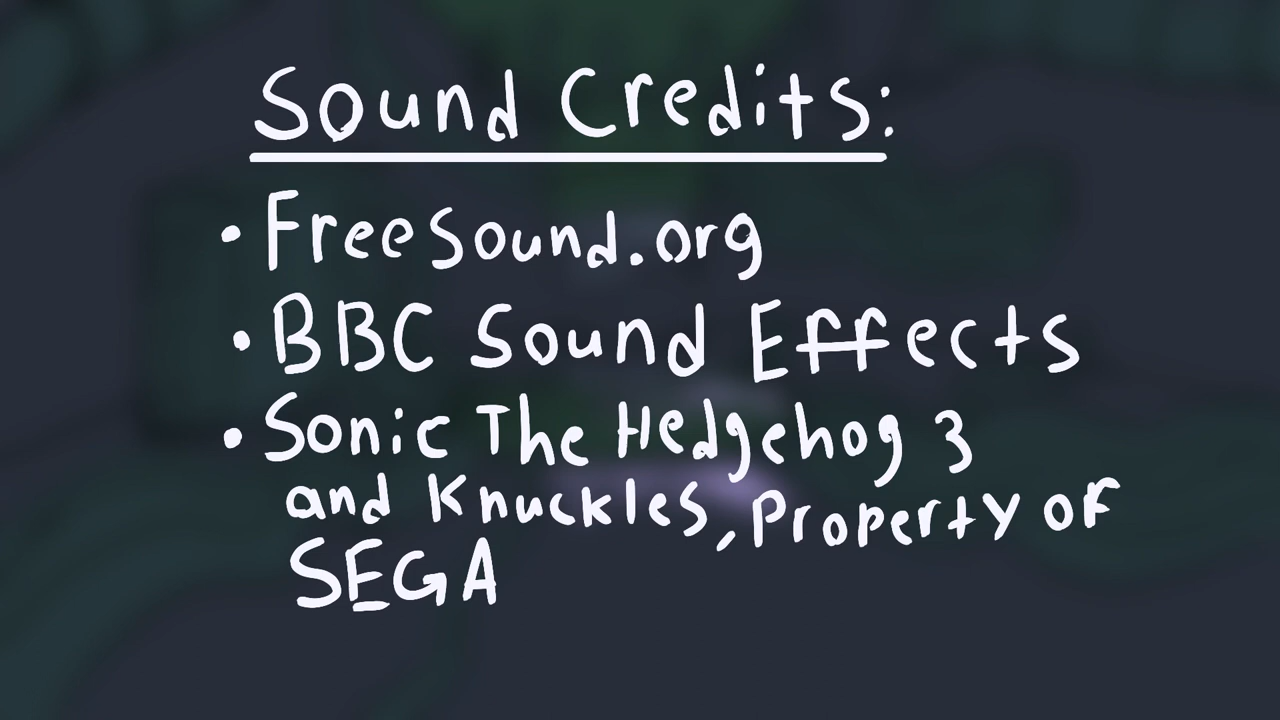 Sound Credits:
• FreeSound.org
• BBC Sound Effects
• Sonic The Hedgehog 3
and Knuckles, Property of
SEGA